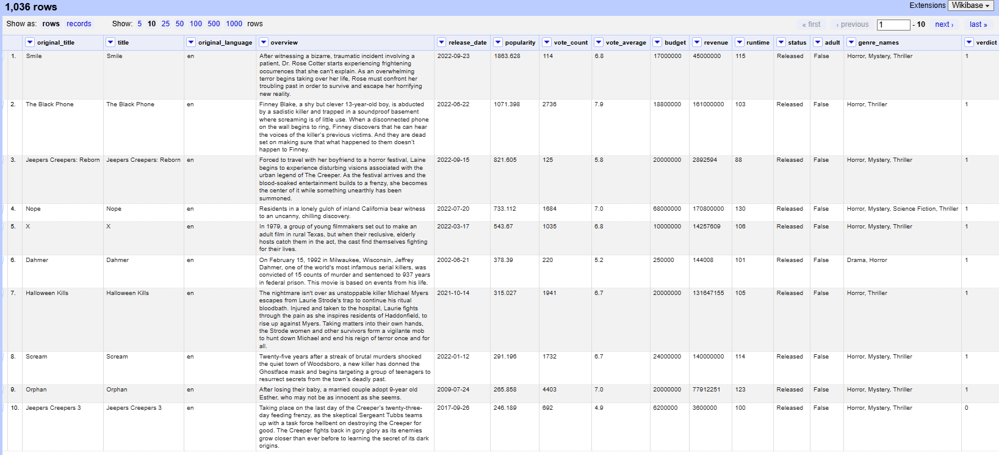 1,036 rows
Extensions Wikibase
Show as: rows records Show: 5 10 25 50 100 500 1000 rows « first ‹ previous 1 - 10 next › last »
original_title title original_language overview release_date popularity vote_count vote_average budget revenue runtime status adult genre_names verdict
1. Smile Smile en After witnessing a bizarre, traumatic incident involving a 2022-09-23 1863.628 114 6.8 17000000 45000000 115 Released False Horror, Mystery, Thriller 1
patient, Dr. Rose Cotter starts experiencing frightening
occurrences that she can't explain. As an overwhelming
terror begins taking over her life, Rose must confront her
troubling past in order to survive and escape her horrifying
new reality.
2. The Black Phone The Black Phone en Finney Blake, a shy but clever 13-year-old boy, is abducted 2022-06-22 1071.398 2736 7.9 18800000 161000000 103 Released False Horror, Thriller 1
by a sadistic killer and trapped in a soundproof basement
where screaming is of little use. When a disconnected phone
on the wall begins to ring, Finney discovers that he can hear
the voices of the killer's previous victims. And they are dead
set on making sure that what happened to them doesn't
happen to Finney.
3. Jeepers Creepers: Reborn Jeepers Creepers: Reborn en Forced to travel with her boyfriend to a horror festival, Laine 2022-09-15 821.605 125 5.8 20000000 2892594 88 Released False Horror, Mystery, Thriller 1
begins to experience disturbing visions associated with the
urban legend of The Creeper. As the festival arrives and the
blood-soaked entertainment builds to a frenzy, she becomes
the center of it while something unearthly has been
summoned.
4. Nope Nope en Residents in a lonely gulch of inland California bear witness 2022-07-20 733.112 1684 7.0 68000000 170800000 130 Released False Horror, Mystery, Science Fiction, Thriller 1
to an uncanny, chilling discovery.
5. X X en In 1979, a group of young filmmakers set out to make an 2022-03-17 543.67 1035 6.8 10000000 14257609 106 Released False Horror, Mystery, Thriller 1
adult film in rural Texas, but when their reclusive, elderly
hosts catch them in the act, the cast find themselves fighting
for their lives.
6. Dahmer Dahmer en On February 15, 1992 in Milwaukee, Wisconsin, Jeffrey 2002-06-21 378.39 220 5.2 250000 144008 101 Released False Drama, Horror 1
Dahmer, one of the world's most infamous serial killers, was
convicted of 15 counts of murder and sentenced to 937 years
in federal prison. This movie is based on events from his life.
7. Halloween Kills Halloween Kills en The nightmare isn't over as unstoppable killer Michael Myers 2021-10-14 315.027 1941 6.7 20000000 131647155 105 Released False Horror, Thriller 1
escapes from Laurie Strode's trap to continue his ritual
bloodbath. Injured and taken to the hospital, Laurie fights
through the pain as she inspires residents of Haddonfield, to
rise up against Myers. Taking matters into their own hands,
the Strode women and other survivors form a vigilante mob
to hunt down Michael and end his reign of terror once and for
all.
8. Scream Scream en Twenty-five years after a streak of brutal murders shocked 2022-01-12 291.196 1732 6.7 24000000 140000000 114 Released False Horror, Mystery, Thriller 1
the quiet town of Woodsboro, a new killer has donned the
Ghostface mask and begins targeting a group of teenagers to
resurrect secrets from the town's deadly past.
9. Orphan Orphan en After losing their baby, a married couple adopt 9-year old 2009-07-24 265.858 4403 7.0 20000000 77912251 123 Released False Horror, Mystery, Thriller 1
Esther, who may not be as innocent as she seems.
10. Jeepers Creepers 3 Jeepers Creepers 3 en Taking place on the last day of the Creeper's twenty-three- 2017-09-26 246.189 692 4.9 6200000 3600000 100 Released False Horror, Mystery, Thriller 0
day feeding frenzy, as the skeptical Sergeant Tubbs teams
up with a task force hellbent on destroying the Creeper for
good. The Creeper fights back in gory glory as its enemies
grow closer than ever before to learning the secret of its dark
origins.